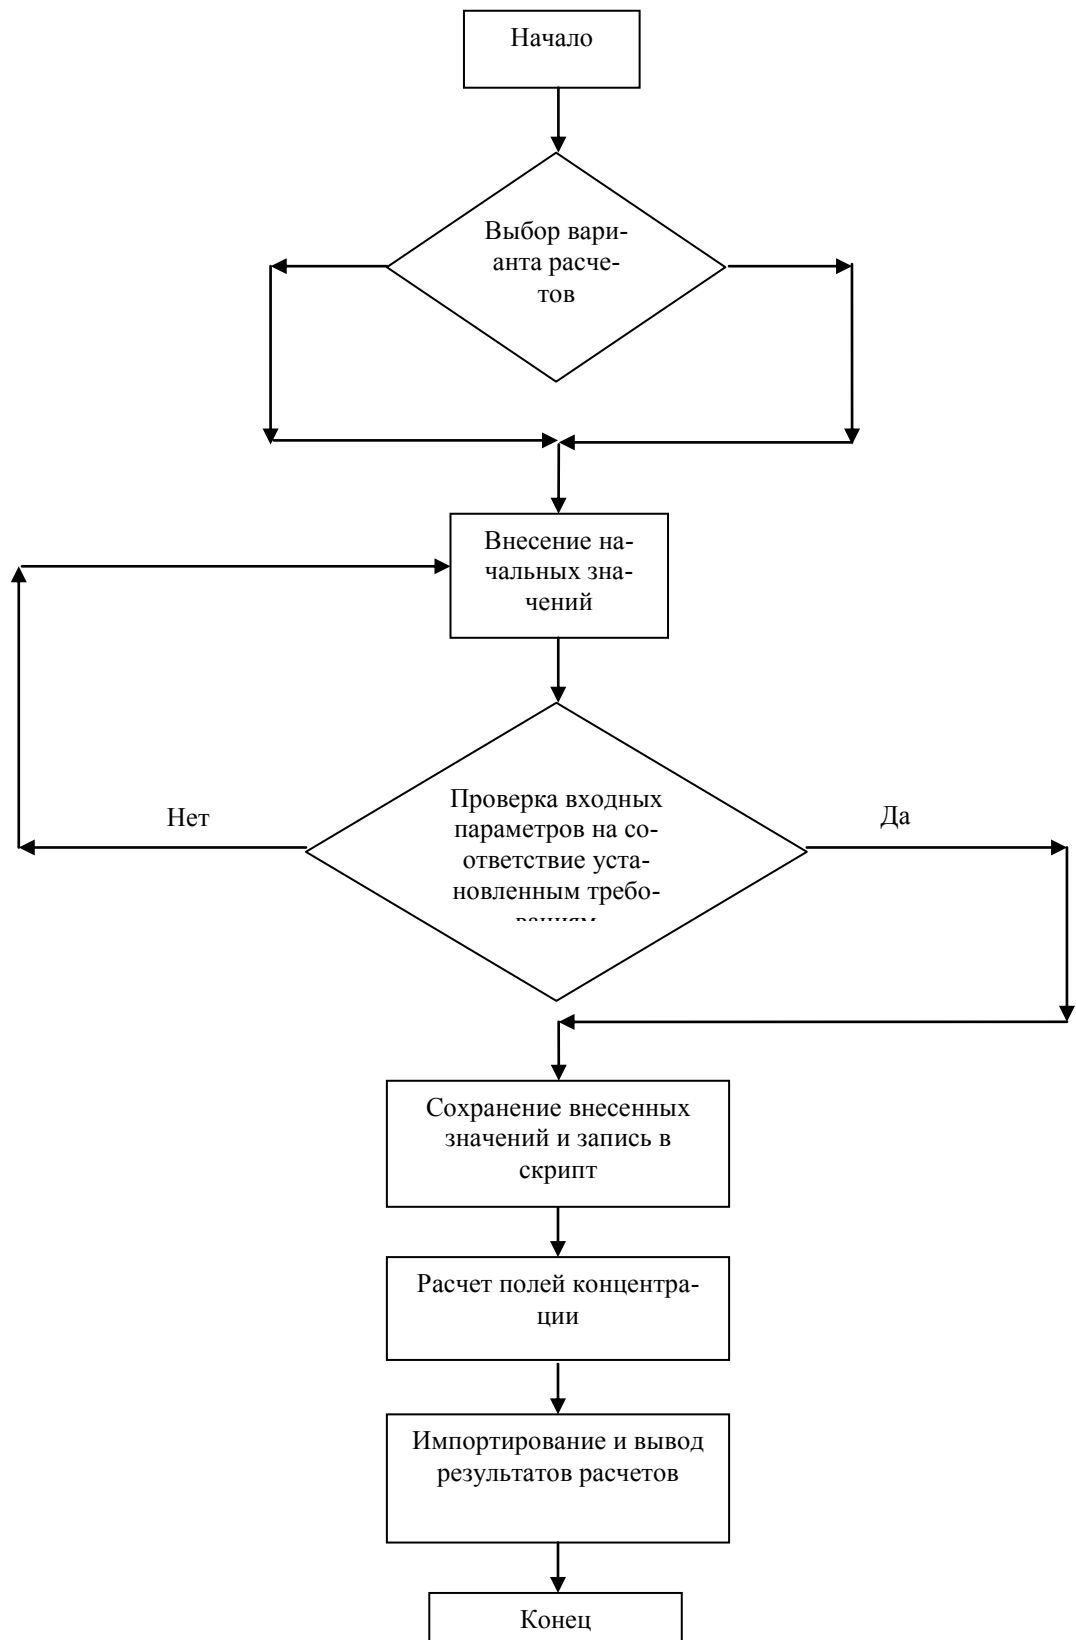 Начало
Выбор вари-
анта расче-
тов
Внесение на-
чальных зна-
чений
Проверка входных
параметров на со-
ответствие уста-
новленным требо-
ваниям
Нет
Да
Сохранение внесенных
значений и запись в
скрипт
Расчет полей концентра-
ции
Импортирование и вывод
результатов расчетов
Конец